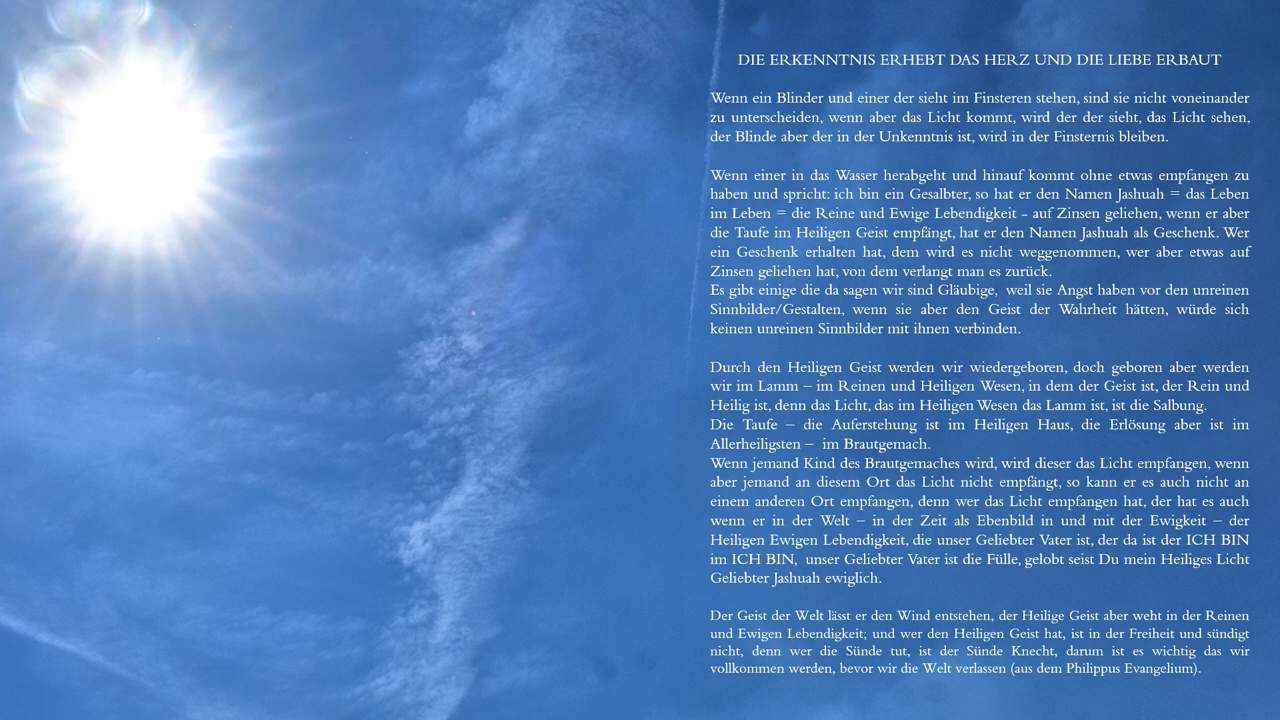 DIE ERKENNTNIS ERHEBT DAS HERZ UND DIE LIEBE ERBAUT
Wenn ein Blinder und einer der sieht im Finsteren stehen, sind sie nicht voneinander
zu unterscheiden, wenn aber das Licht kommt, wird der der sieht, das Licht sehen,
der Blinde aber der in der Unkenntnis ist, wird in der Finsternis bleiben.
Wenn einer in das Wasser herabgeht und hinauf kommt ohne etwas empfangen zu
haben und spricht: ich bin ein Gesalbter, so hat er den Namen Jashuah = das Leben
im Leben = die Reine und Ewige Lebendigkeit - auf Zinsen geliehen, wenn er aber
die Taufe im Heiligen Geist empfängt, hat er den Namen Jashuah als Geschenk. Wer
ein Geschenk erhalten hat, dem wird es nicht weggenommen, wer aber etwas auf
Zinsen geliehen hat, von dem verlangt man es zurück.
Es gibt einige die da sagen wir sind Gläubige, weil sie Angst haben vor den unreinen
Sinnbilder/Gestalten, wenn sie aber den Geist der Wahrheit hätten, würde sich
keinen unreinen Sinnbilder mit ihnen verbinden.
Durch den Heiligen Geist werden wir wiedergeboren, doch geboren aber werden
wir im Lamm – im Reinen und Heiligen Wesen, in dem der Geist ist, der Rein und
Heilig ist, denn das Licht, das im Heiligen Wesen das Lamm ist, ist die Salbung.
Die Taufe – die Auferstehung ist im Heiligen Haus, die Erlösung aber ist im
Allerheiligsten – im Brautgemach.
Wenn jemand Kind des Brautgemaches wird, wird dieser das Licht empfangen, wenn
aber jemand an diesem Ort das Licht nicht empfängt, so kann er es auch nicht an
einem anderen Ort empfangen, denn wer das Licht empfangen hat, der hat es auch
wenn er in der Welt – in der Zeit als Ebenbild in und mit der Ewigkeit – der
Heiligen Ewigen Lebendigkeit, die unser Geliebter Vater ist, der da ist der ICH BIN
im ICH BIN, unser Geliebter Vater ist die Fülle, gelobt seist Du mein Heiliges Licht
Geliebter Jashuah ewiglich.
Der Geist der Welt lässt er den Wind entstehen, der Heilige Geist aber weht in der Reinen
und Ewigen Lebendigkeit; und wer den Heiligen Geist hat, ist in der Freiheit und sündigt
nicht, denn wer die Sünde tut, ist der Sünde Knecht, darum ist es wichtig das wir
vollkommen werden, bevor wir die Welt verlassen (aus dem Philippus Evangelium).